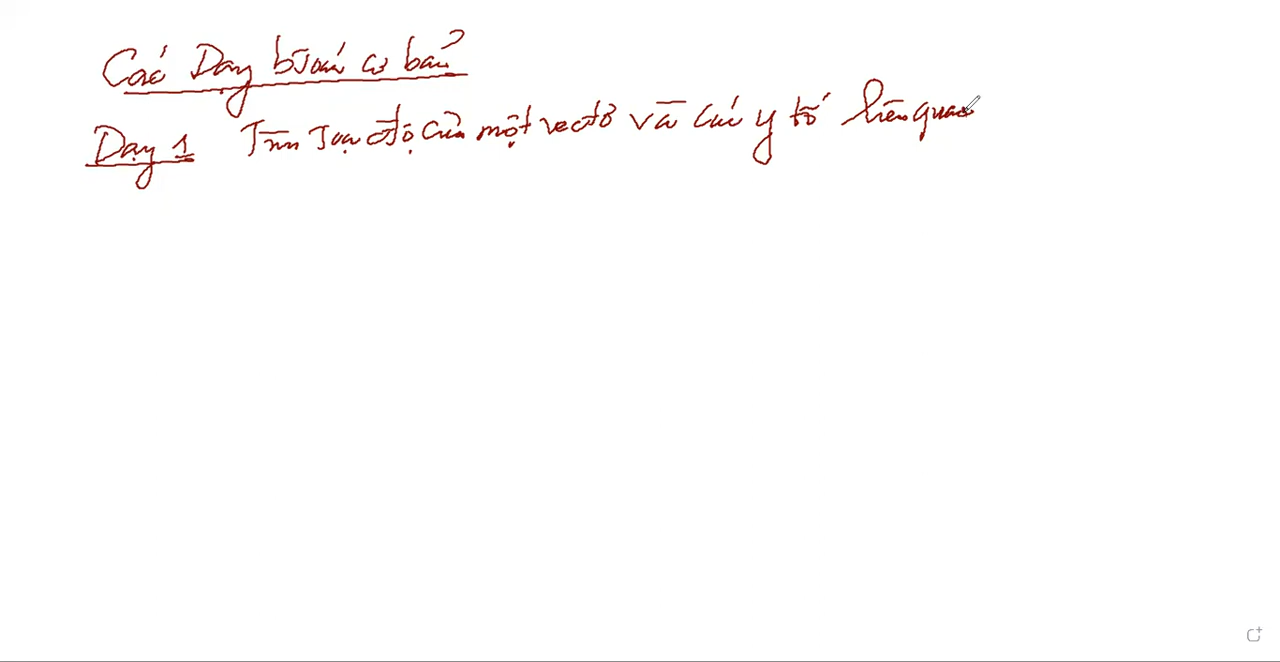 Các Dạng bài toán cơ bản
Dạng 1 Tìm toạ độ của một vectơ và các yếu tố liên quan